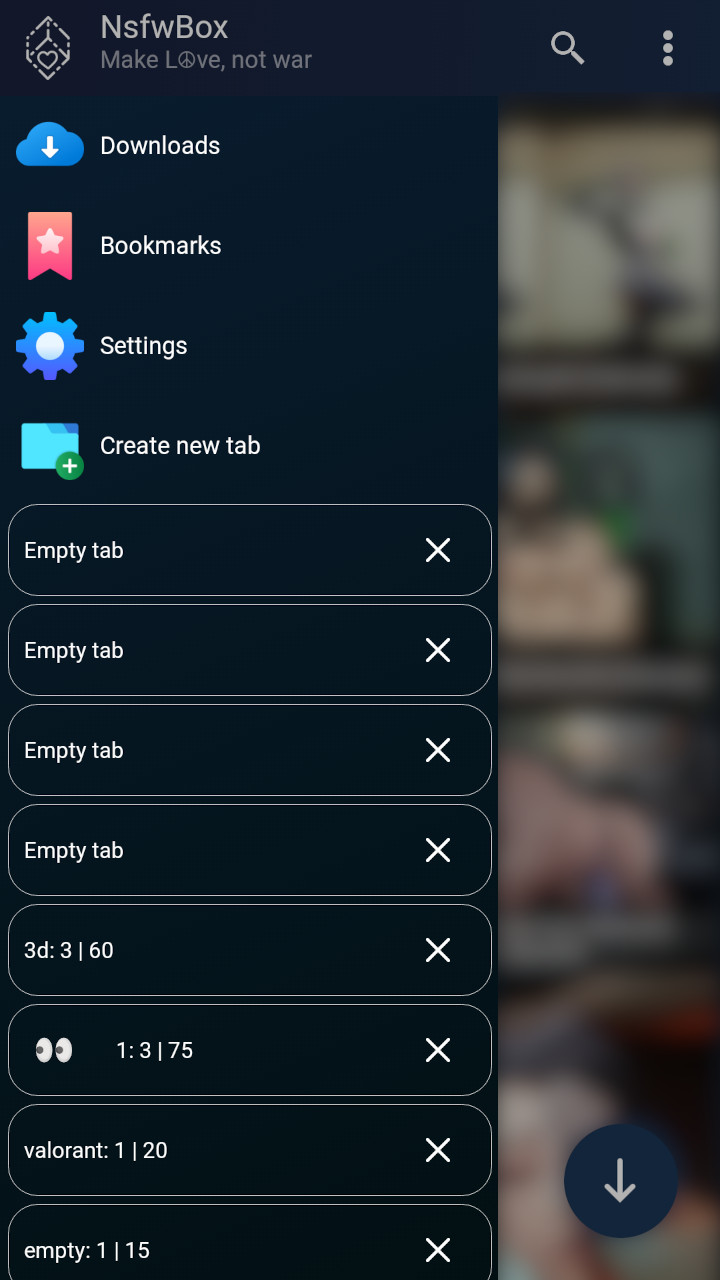 NsfwBox
Make L☮ve, not war
Downloads
Bookmarks
Settings
Create new tab
Empty tab
Empty tab
Empty tab
Empty tab
3d: 3 | 60
👀 1: 3 | 75
valorant: 1 | 20
empty: 1 | 15